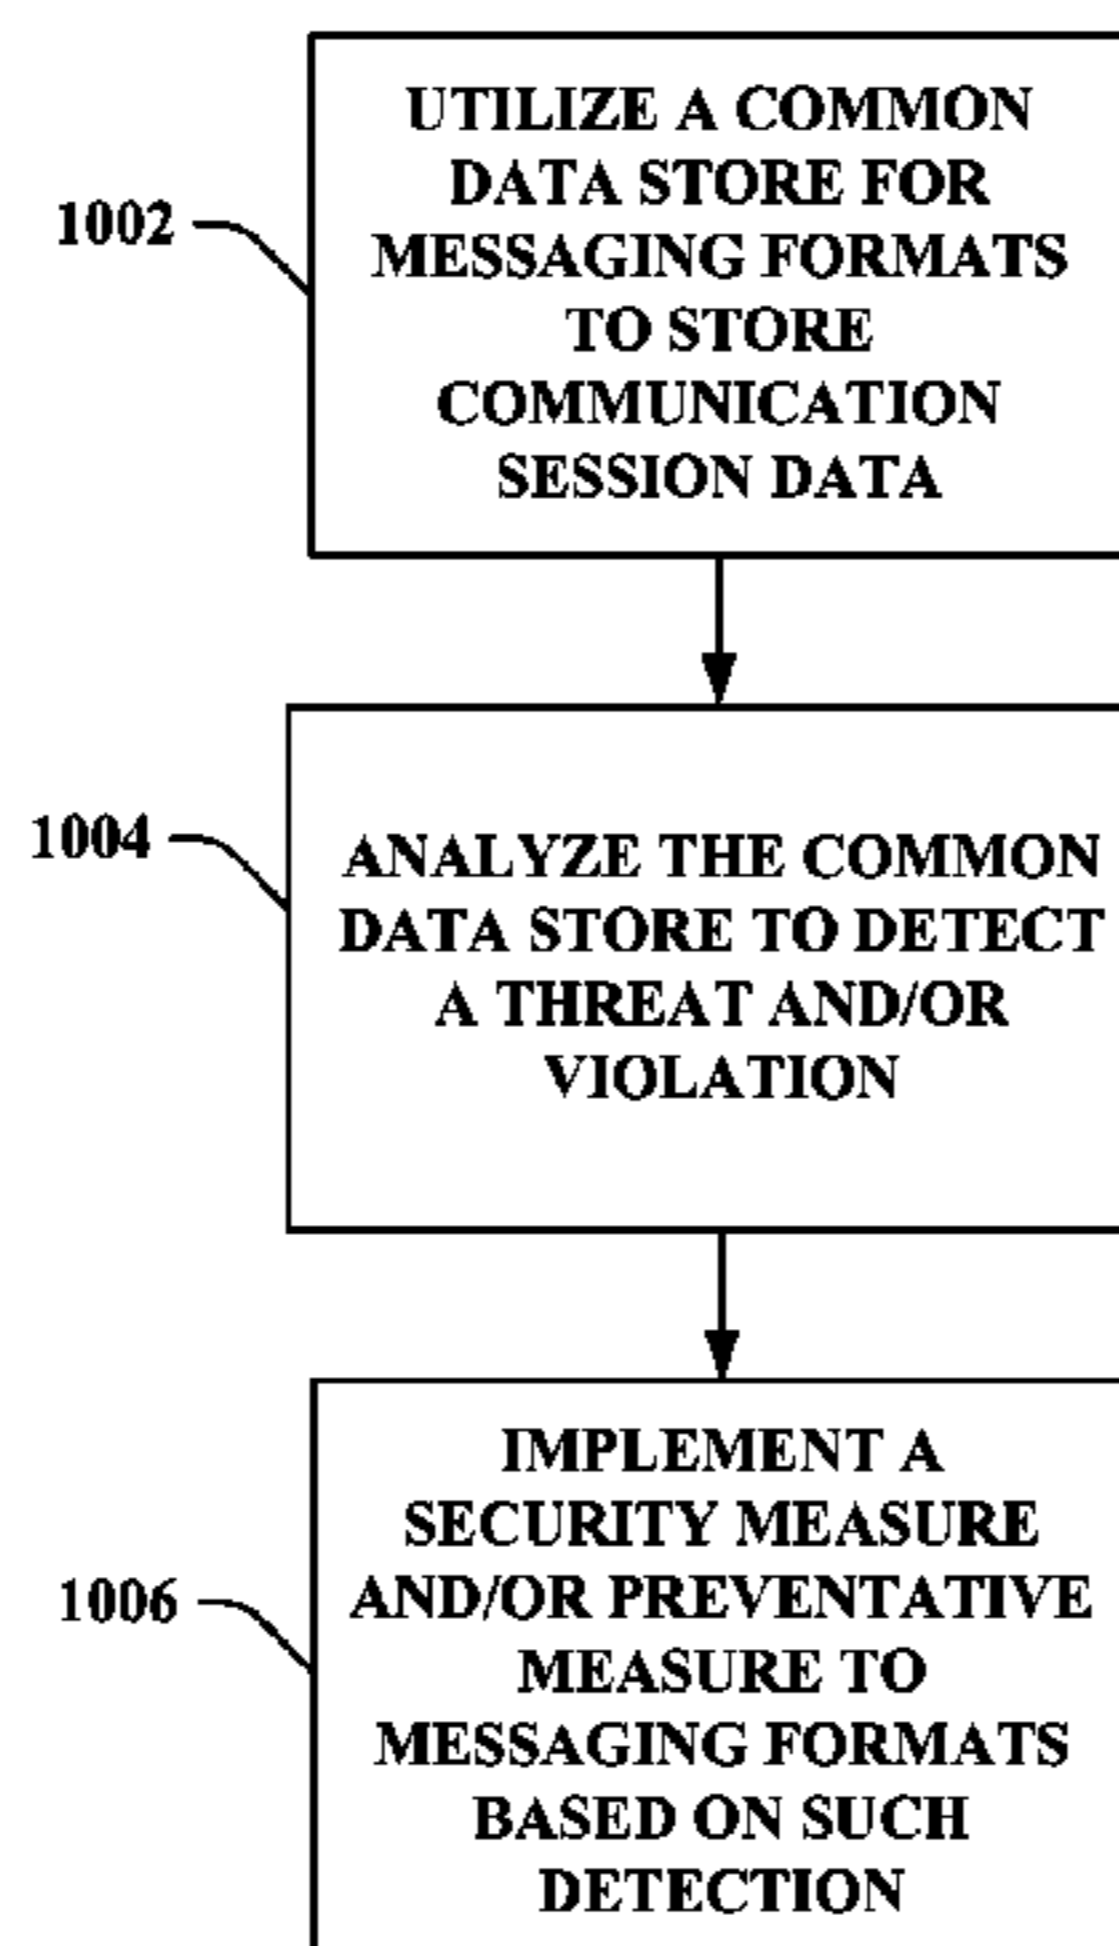 UTILIZE A COMMON
DATA STORE FOR
MESSAGING FORMATS
TO STORE
COMMUNICATION
SESSION DATA
1002
ANALYZE THE COMMON
DATA STORE TO DETECT
A THREAT AND/OR
VIOLATION
1004
IMPLEMENT A
SECURITY MEASURE
AND/OR PREVENTATIVE
MEASURE TO
MESSAGING FORMATS
BASED ON SUCH
DETECTION
1006